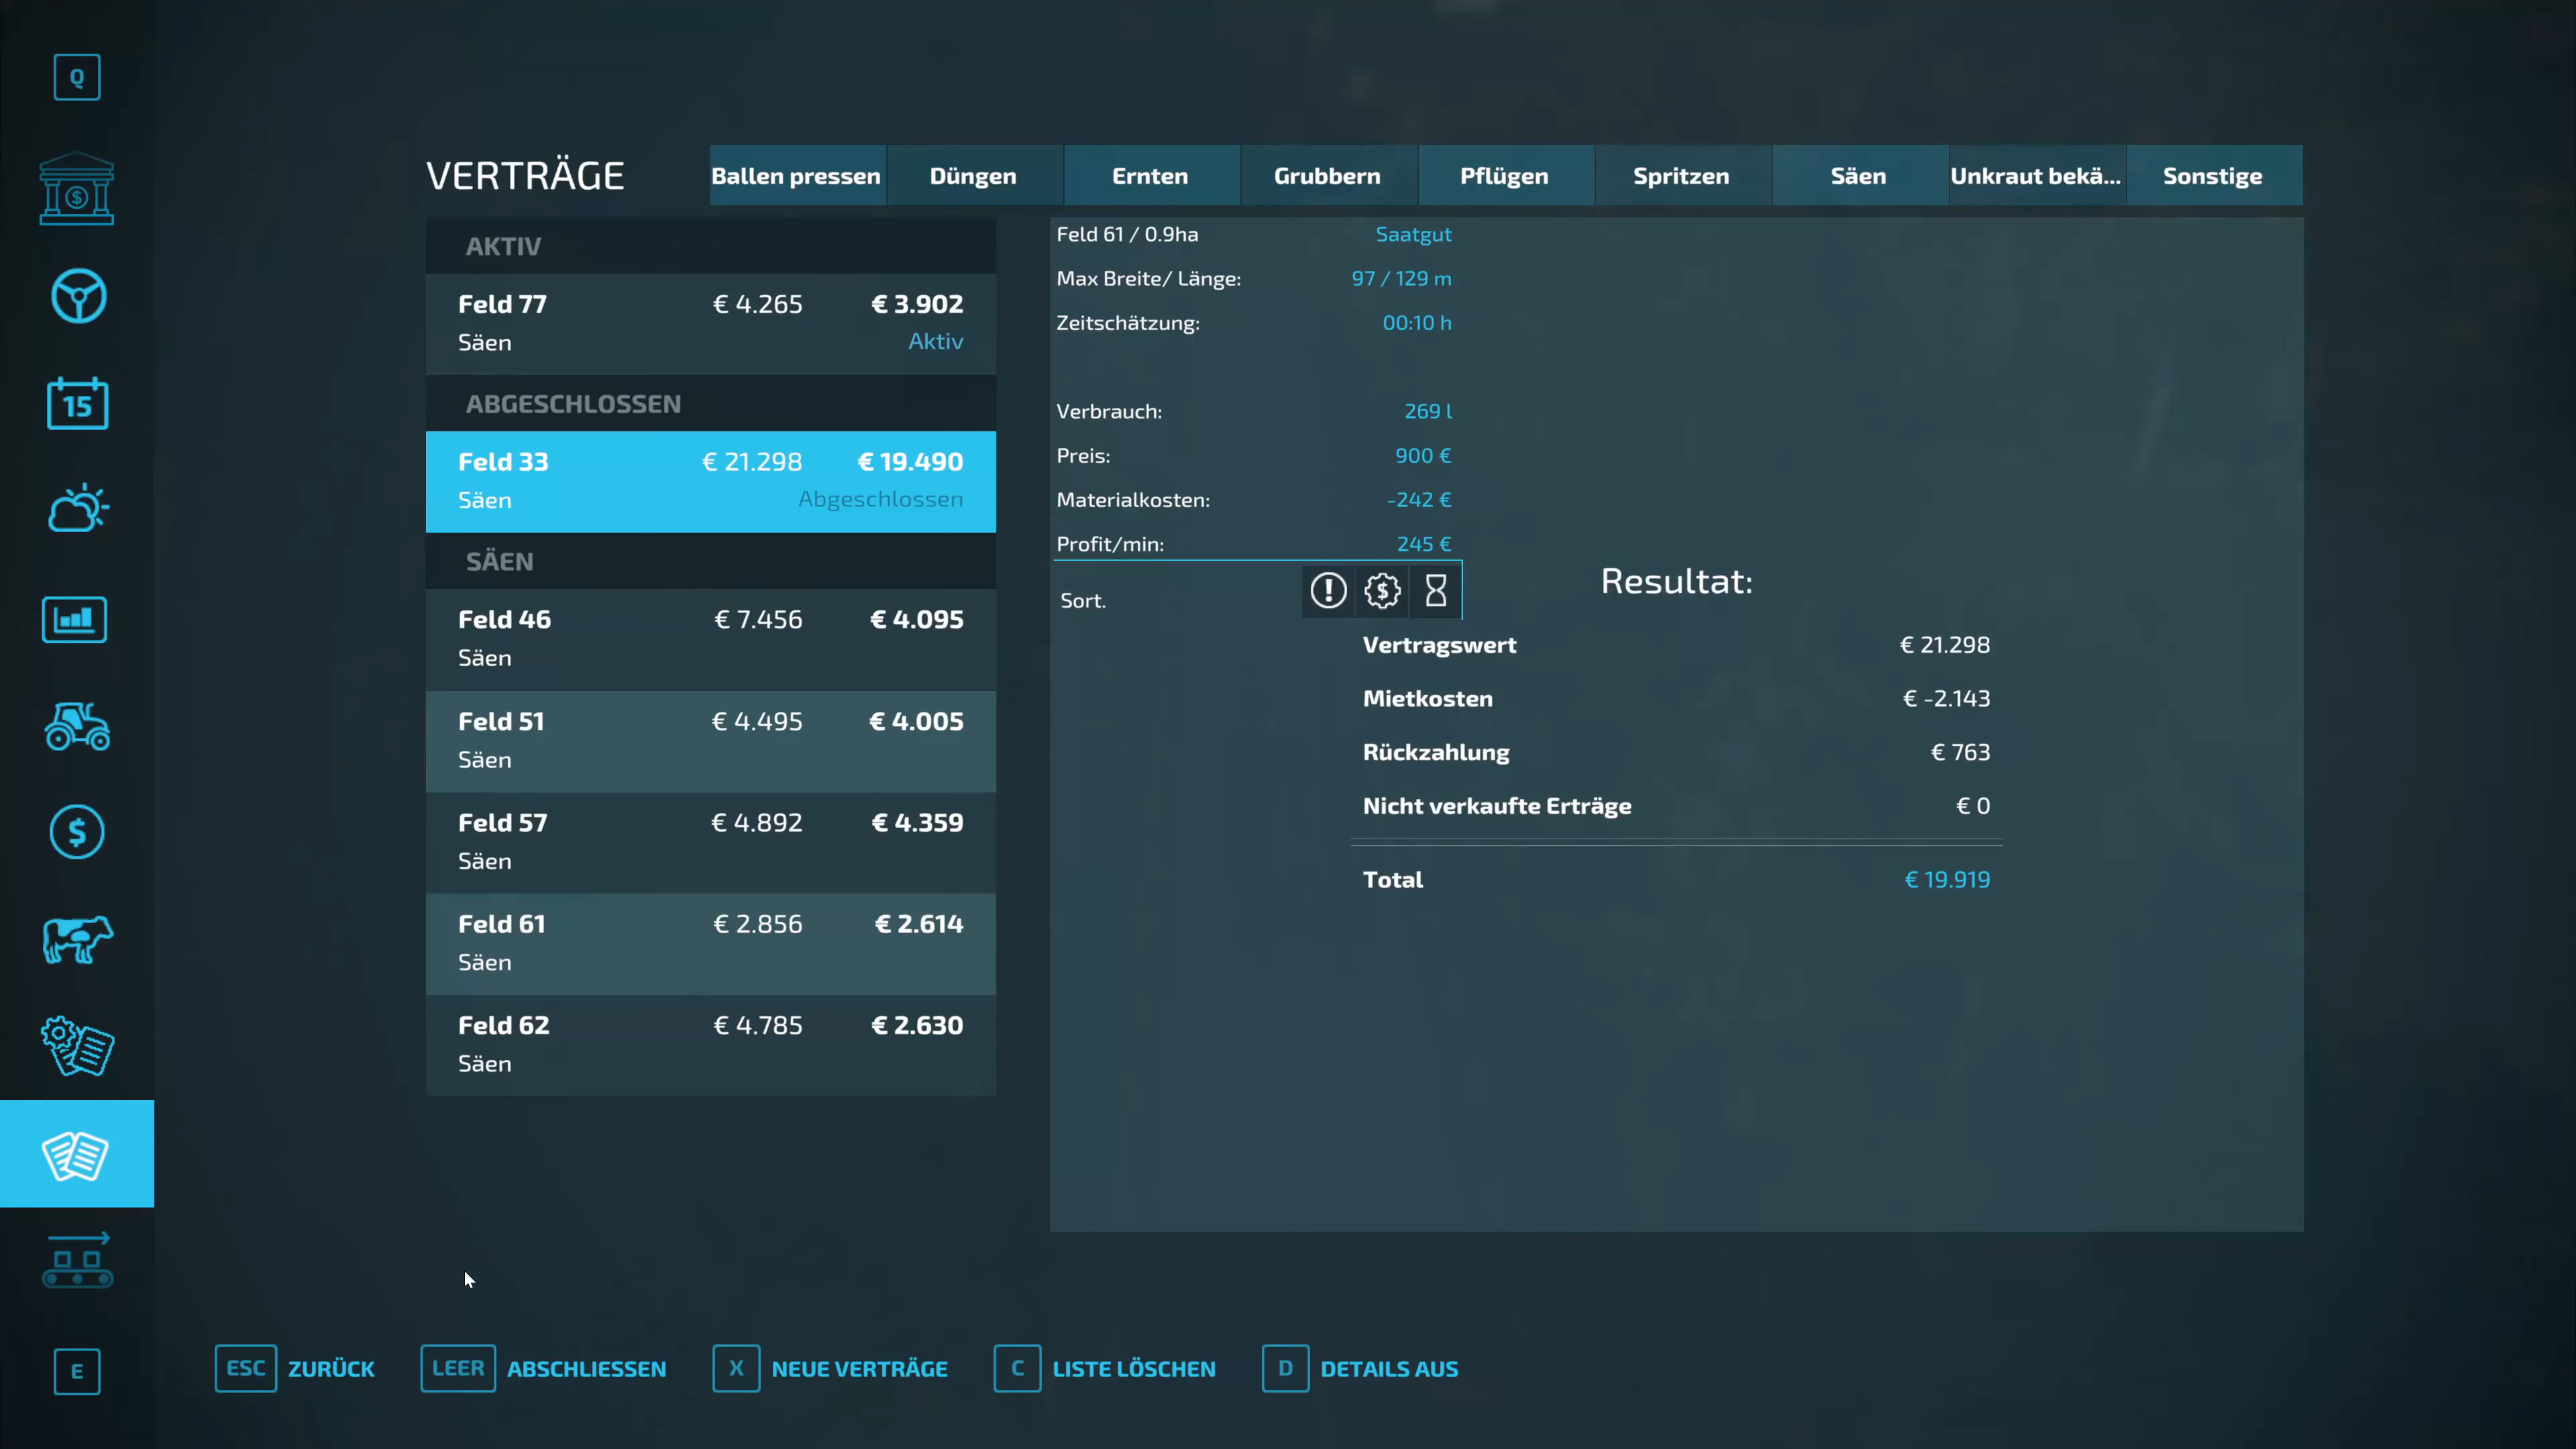 Q
VERTRÄGE
Ballen pressen
Düngen
Ernten
Grubbern
Pflügen
Spritzen
Säen
Unkraut bekä...
Sonstige
AKTIV
Feld 77 € 4.265 € 3.902
Säen Aktiv
ABGESCHLOSSEN
Feld 33 € 21.298 € 19.490
Säen Abgeschlossen
SÄEN
Feld 46 € 7.456 € 4.095
Säen
Feld 51 € 4.495 € 4.005
Säen
Feld 57 € 4.892 € 4.359
Säen
Feld 61 € 2.856 € 2.614
Säen
Feld 62 € 4.785 € 2.630
Säen
Feld 61 / 0.9ha Saatgut
Max Breite/ Länge: 97 / 129 m
Zeitschätzung: 00:10 h
Verbrauch: 269 l
Preis: 900 €
Materialkosten: -242 €
Profit/min: 245 €
Sort.
Resultat:
Vertragswert € 21.298
Mietkosten € -2.143
Rückzahlung € 763
Nicht verkaufte Erträge € 0
Total € 19.919
15
E
ESC ZURÜCK
LEER ABSCHLIESSEN
X NEUE VERTRÄGE
C LISTE LÖSCHEN
D DETAILS AUS